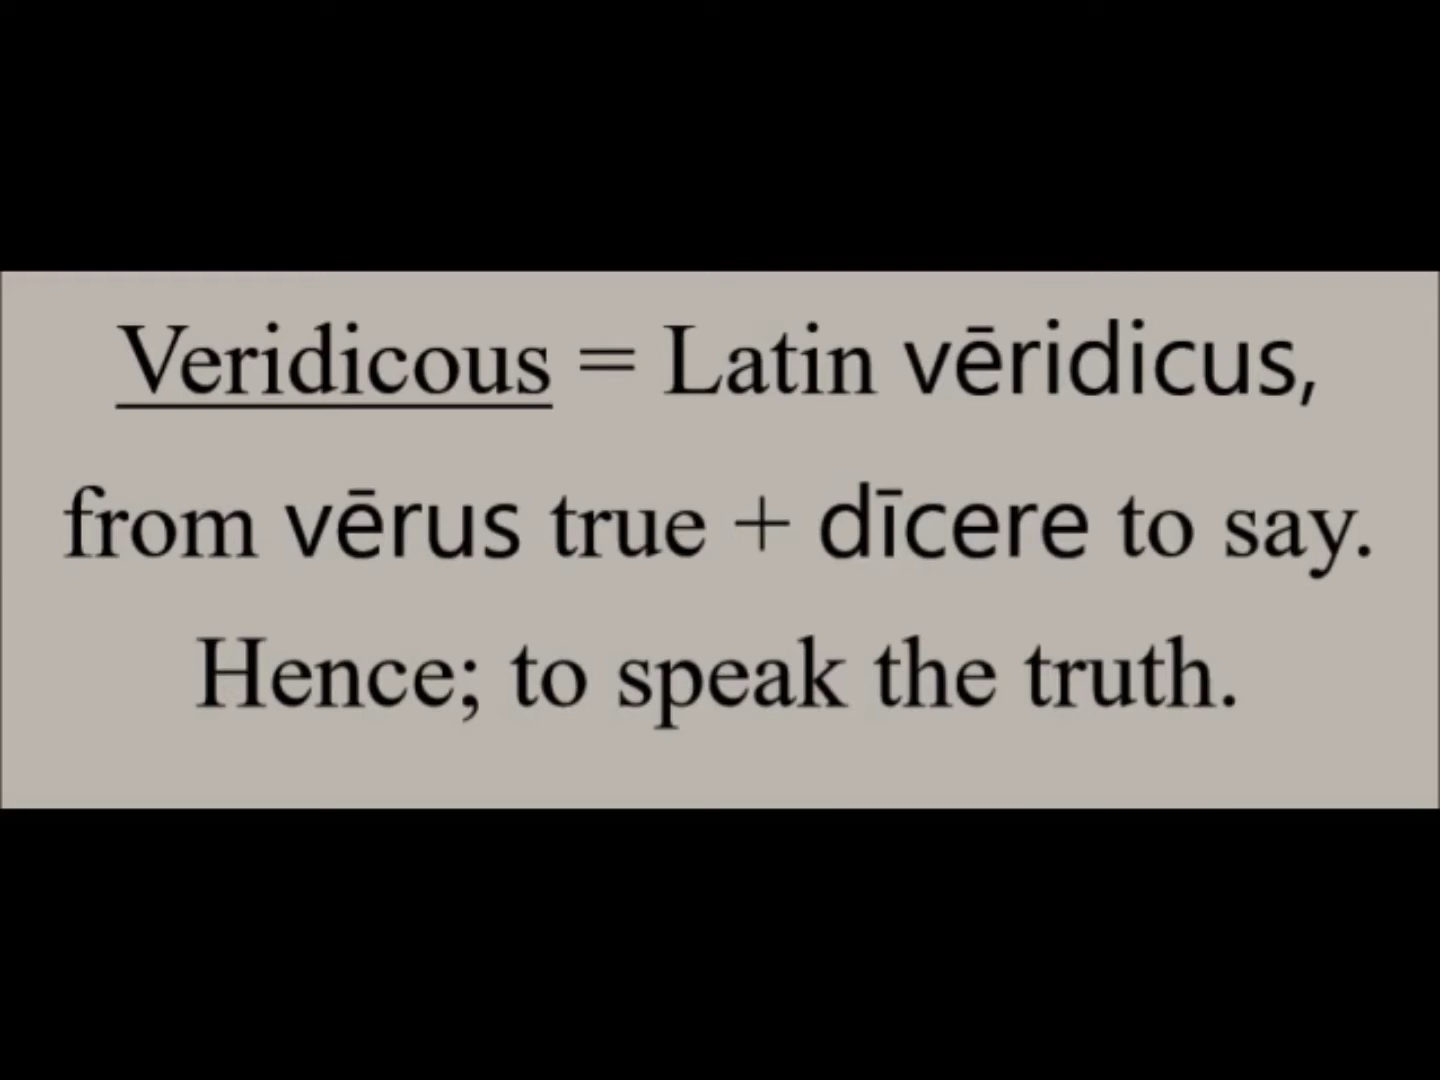 Veridicous = Latin vēridicus,
from vērus true + dīcere to say.
Hence; to speak the truth.